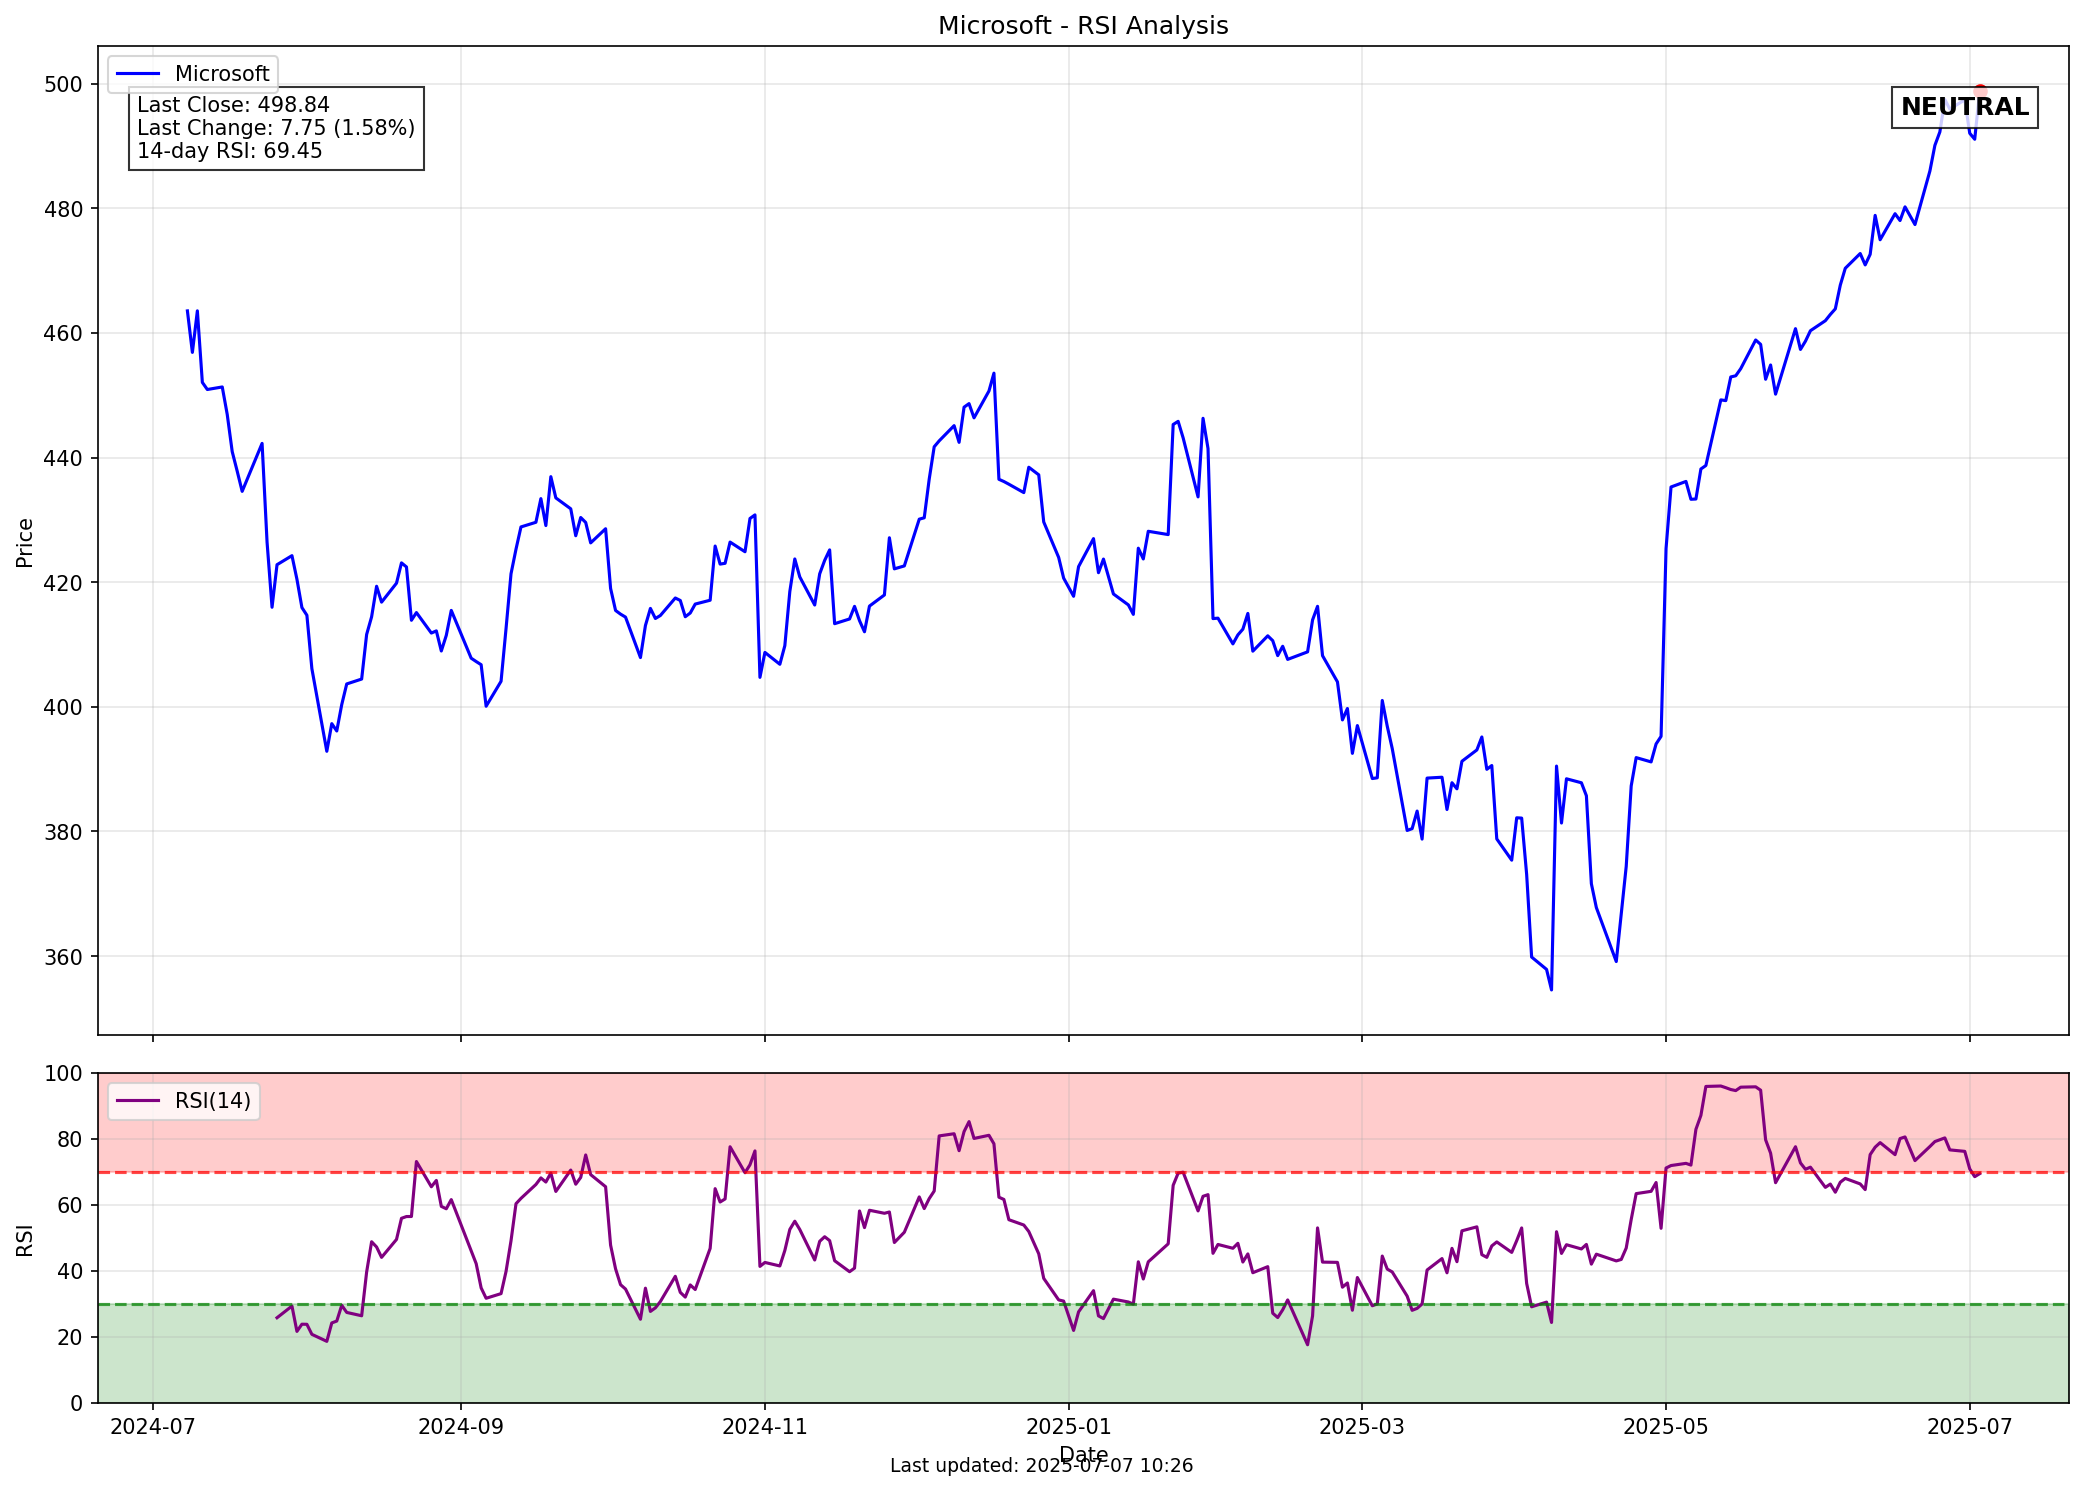 Microsoft - RSI Analysis
Microsoft
Last Close: 498.84
Last Change: 7.75 (1.58%)
14-day RSI: 69.45
NEUTRAL
Price
500
480
460
440
420
400
380
360
RSI(14)
RSI
100
80
60
40
20
0
2024-07 2024-09 2024-11 2025-01 2025-03 2025-05 2025-07
Date
Last updated: 2025-07-07 10:26